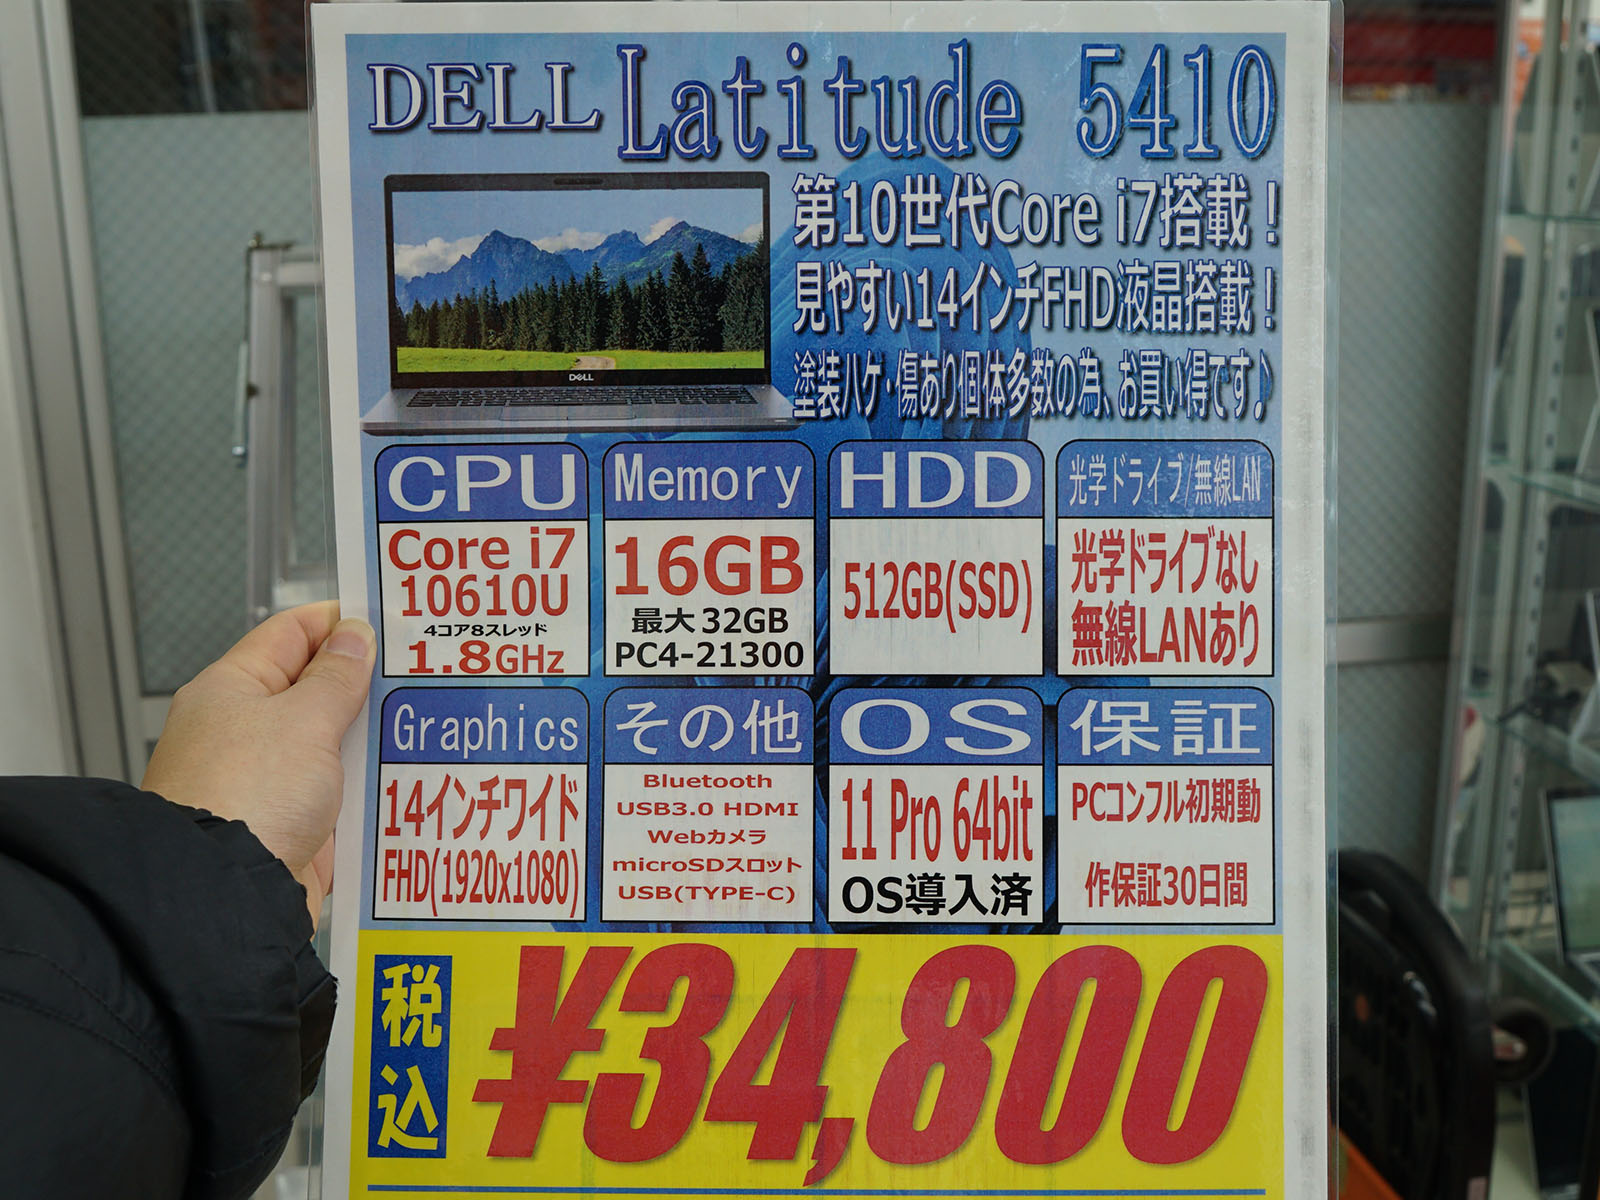 DELL Latitude 5410
第10世代Core i7搭載！
見やすい14インチFHD液晶搭載！
塗装ハゲ・傷あり個体多数の為、お買い得です♪
DELL
CPU
Core i7
10610U
4コア8スレッド
1.8GHz
Memory
16GB
最大32GB
PC4-21300
HDD
512GB(SSD)
光学ドライブ/無線LAN
光学ドライブなし
無線LANあり
Graphics
14インチワイド
FHD(1920x1080)
その他
Bluetooth
USB3.0 HDMI
Webカメラ
microSDスロット
USB(TYPE-C)
OS
11 Pro 64bit
OS導入済
保証
PCコンフル初期動
作保証30日間
税込
¥34,800